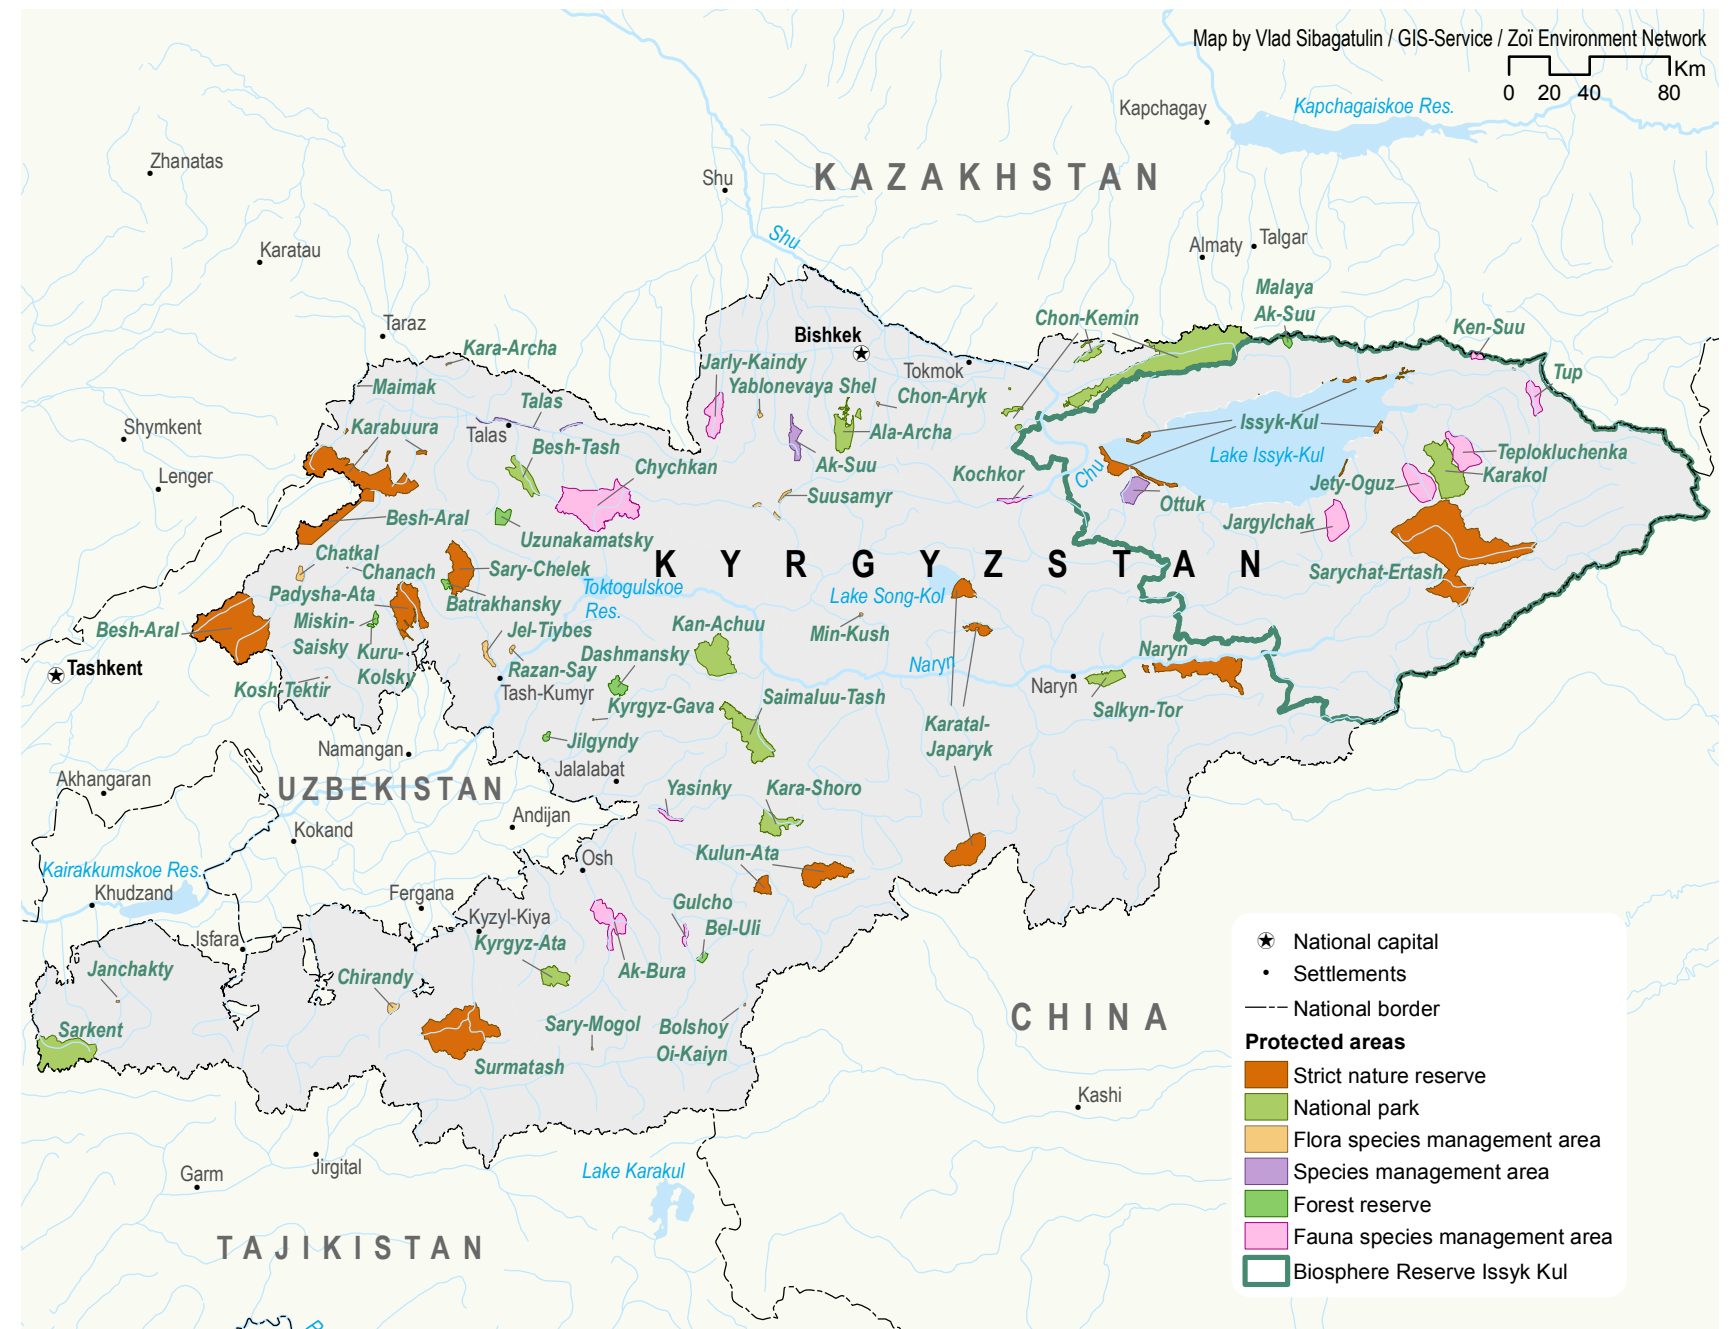 Map by Vlad Sibagatulin / GIS-Service / Zoï Environment Network
Km
0 20 40 80
Kapchagay
Kapchagaiskoe Res.
Zhanatas
Shu
KAZAKHSTAN
Shu
Karatau
Almaty
Talgar
Malaya
Ak-Suu
Taraz
Chon-Kemin
Ken-Suu
Bishkek
Kara-Archa
Jarly-Kaindy
Tokmok
Tup
Maimak
Yablonevaya Shel
Chon-Aryk
Talas
Shymkent
Karabuura
Talas
Ala-Archa
Issyk-Kul
Besh-Tash
Lake Issyk-Kul
Teplokluchenka
Chychkan
Ak-Suu
Kochkor
Chu
Karakol
Lenger
Jety-Oguz
Suusamyr
Ottuk
Besh-Aral
Jargylchak
Uzunakamatsky
Chatkal
KYRGYZSTAN
Chanach
Sary-Chelek
Sarychat-Ertash
Toktogulskoe
Res.
Padysha-Ata
Lake Song-Kol
Batrakhansky
Miskin-
Saisky
Besh-Aral
Jel-Tiybes
Kan-Achuu
Min-Kush
Kuru-
Kolsky
Dashmansky
Naryn
Naryn
Razan-Say
Tashkent
Kosh-Tektir
Tash-Kumyr
Naryn
Saimaluu-Tash
Kyrgyz-Gava
Salkyn-Tor
Karatal-
Japaryk
Jilgyndy
Namangan
Jalalabat
Akhangaran
UZBEKISTAN
Yasinky
Kara-Shoro
Andijan
Kokand
Kulun-Ata
Osh
Kairakkumskoe Res.
Khudzand
Fergana
Gulcho
Kyzyl-Kiya
Bel-Uli
Isfara
Kyrgyz-Ata
Janchakty
Chirandy
Ak-Bura
CHINA
Sarkent
Sary-Mogol
Bolshoy
Oi-Kaiyn
Surmatash
Kashi
Jirgital
Garm
Lake Karakul
TAJIKISTAN
National capital
Settlements
National border
Protected areas
Strict nature reserve
National park
Flora species management area
Species management area
Forest reserve
Fauna species management area
Biosphere Reserve Issyk Kul